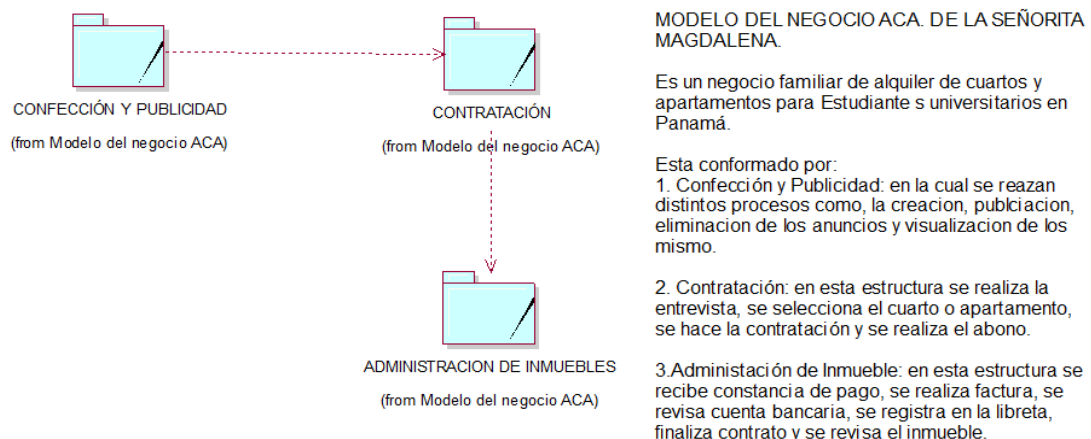 CONFECCIÓN Y PUBLICIDAD
(from Modelo del negocio ACA)
CONTRATACIÓN
(from Modelo del negocio ACA)
ADMINISTRACION DE INMUEBLES
(from Modelo del negocio ACA)
MODELO DEL NEGOCIO ACA. DE LA SEÑORITA
MAGDALENA.
Es un negocio familiar de alquiler de cuartos y
apartamentos para Estudiante s universitarios en
Panamá.
Esta conformado por:
1. Confección y Publicidad: en la cual se reazan
distintos procesos como, la creacion, publciacion,
eliminacion de los anuncios y visualizacion de los
mismo.
2. Contratación: en esta estructura se realiza la
entrevista, se selecciona el cuarto o apartamento,
se hace la contratación y se realiza el abono.
3.Administación de Inmueble: en esta estructura se
recibe constancia de pago, se realiza factura, se
revisa cuenta bancaria, se registra en la libreta,
finaliza contrato y se revisa el inmueble.